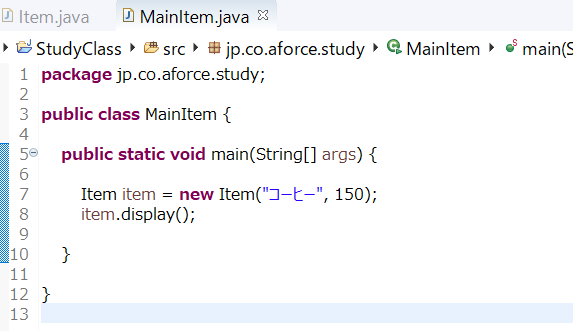 Item.java MainItem.java
StudyClass src jp.co.aforce.study MainItem main(S
1 package jp.co.aforce.study;
2
3 public class MainItem {
4
5 public static void main(String[] args) {
6
7 Item item = new Item("コーヒー", 150);
8 item.display();
9
10 }
11
12 }
13